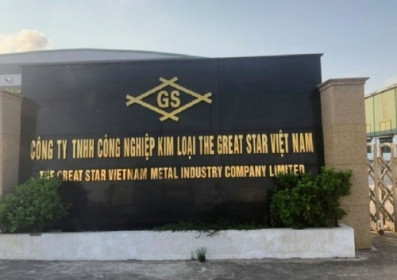 GS
CÔNG TY TNHH CÔNG NGHIỆP KIM LOẠI THE GREAT STAR VIỆT NAM
THE GREAT STAR VIETNAM METAL INDUSTRY COMPANY LIMITED